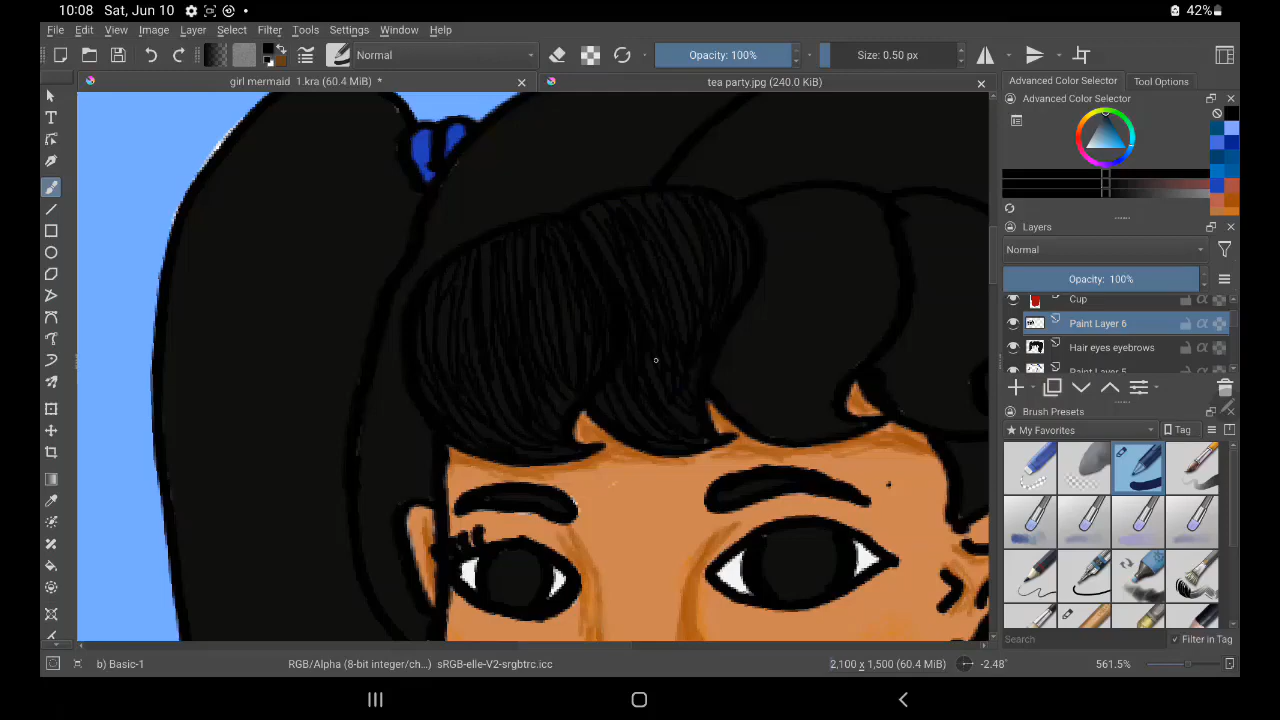 10:08 Sat, Jun 10 42%
File Edit View Image Layer Select Filter Tools Settings Window Help
Normal Opacity: 100% Size: 0.50 px
girl mermaid 1.kra (60.4 MiB) * tea party.jpg (240.0 KiB)
Advanced Color Selector Tool Options
Advanced Color Selector
Layers
Normal
Opacity: 100%
Cup
Paint Layer 6
Hair eyes eyebrows
Paint Layer 5
Brush Presets
★ My Favorites Tag
Search Filter in Tag
b) Basic-1 RGB/Alpha (8-bit integer/ch...) sRGB-elle-V2-srgbtrc.icc 2,100 x 1,500 (60.4 MiB) -2.48° 561.5%